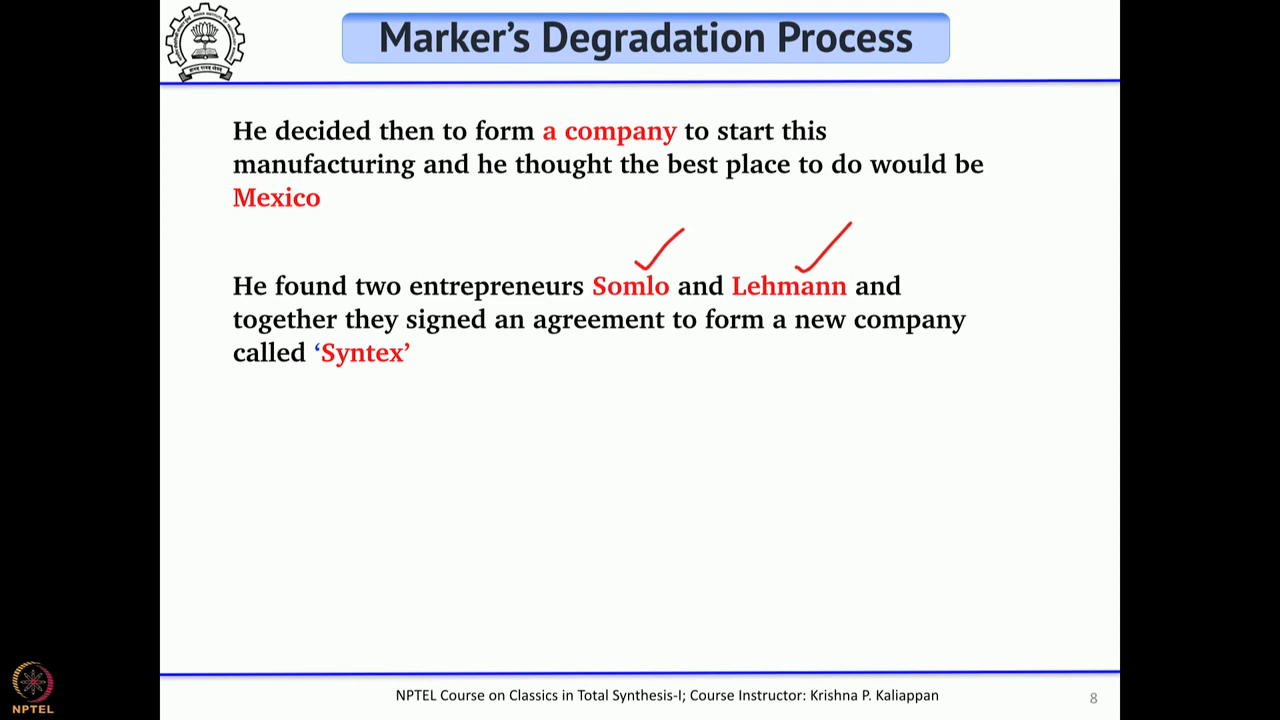 Marker's Degradation Process
He decided then to form a company to start this
manufacturing and he thought the best place to do would be
Mexico
He found two entrepreneurs Somlo and Lehmann and
together they signed an agreement to form a new company
called ‘Syntex’
NPTEL
NPTEL Course on Classics in Total Synthesis-I; Course Instructor: Krishna P. Kaliappan
8